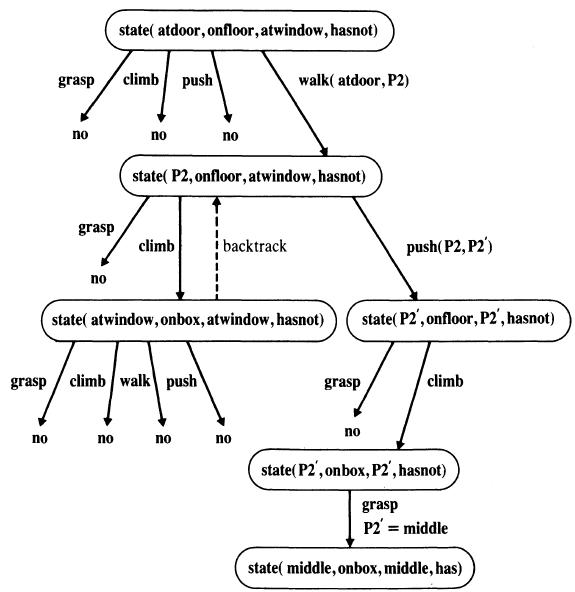 state( atdoor, onfloor, atwindow, hasnot)
grasp climb push walk( atdoor, P2)
no no no
state( P2, onfloor, atwindow, hasnot)
grasp climb backtrack push(P2, P2′)
no
state( atwindow, onbox, atwindow, hasnot) state( P2′, onfloor, P2′, hasnot)
grasp climb walk push grasp climb
no no no no no
state( P2′, onbox, P2′, hasnot)
grasp
P2′ = middle
state( middle, onbox, middle, has)